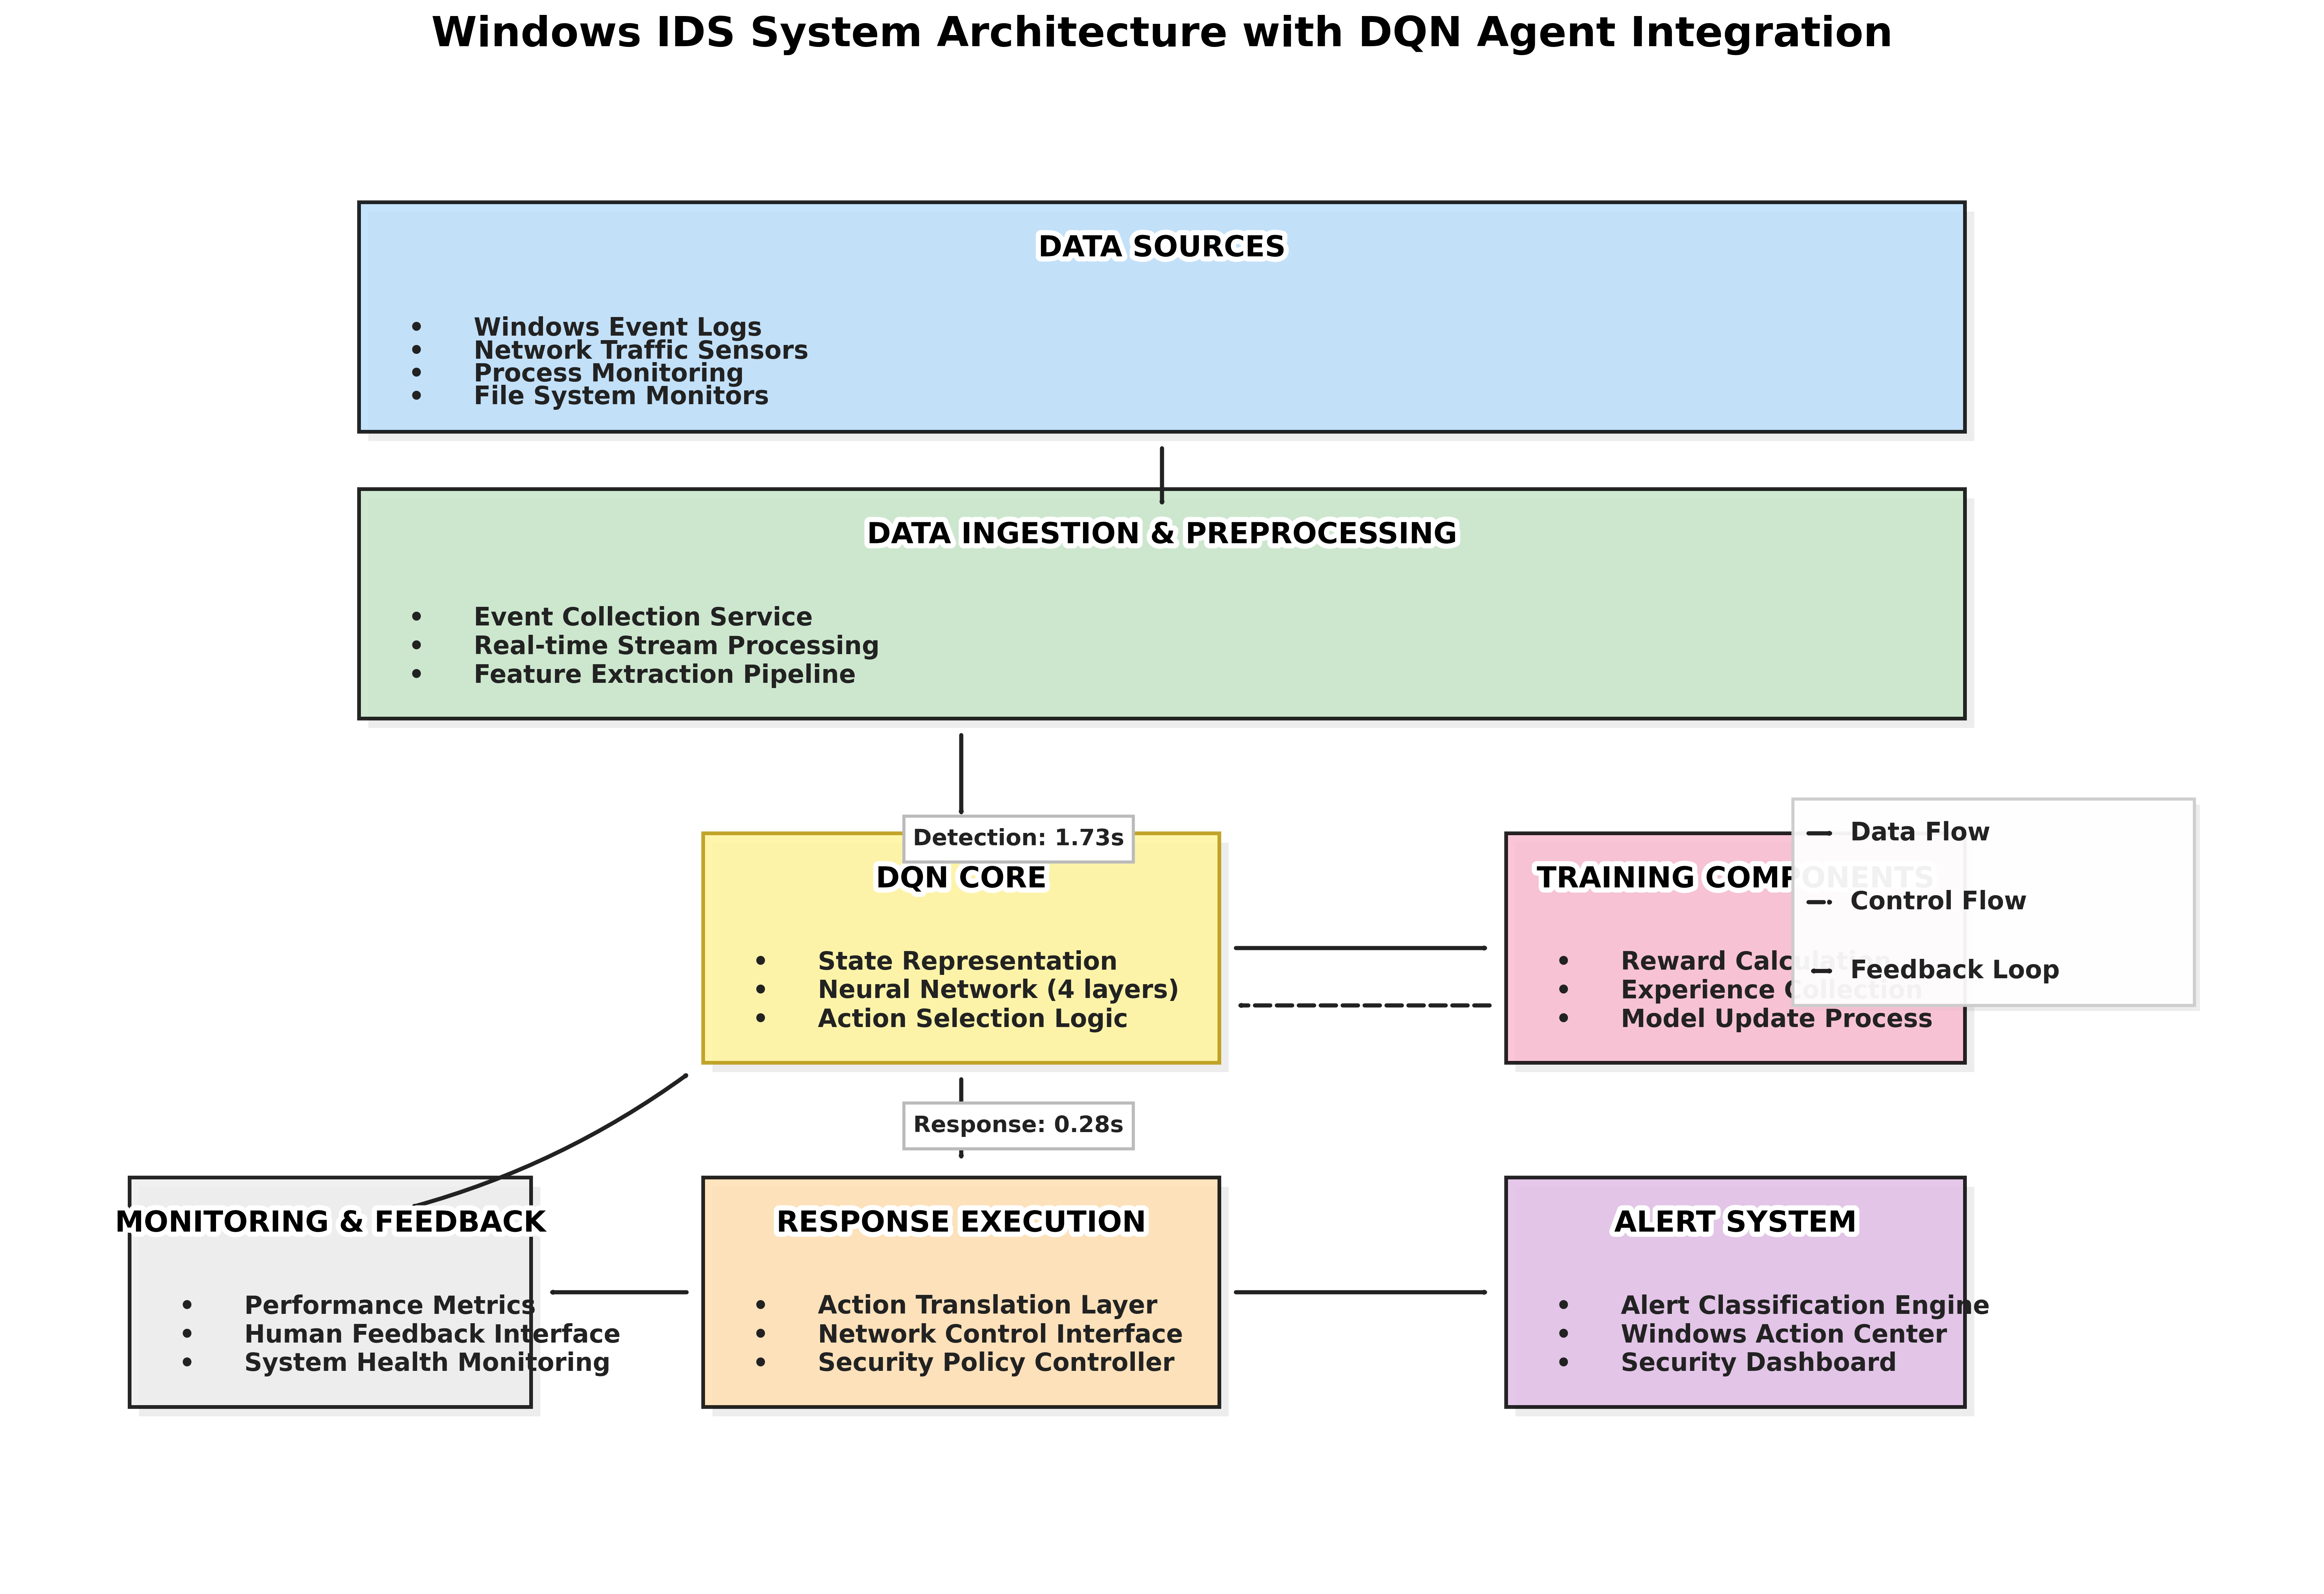 Windows IDS System Architecture with DQN Agent Integration
DATA SOURCES
• Windows Event Logs
• Network Traffic Sensors
• Process Monitoring
• File System Monitors
DATA INGESTION & PREPROCESSING
• Event Collection Service
• Real-time Stream Processing
• Feature Extraction Pipeline
Detection: 1.73s
DQN CORE
• State Representation
• Neural Network (4 layers)
• Action Selection Logic
TRAINING COMPONENTS
• Reward Calculation
• Experience Collection
• Model Update Process
Data Flow
Control Flow
Feedback Loop
Response: 0.28s
MONITORING & FEEDBACK
• Performance Metrics
• Human Feedback Interface
• System Health Monitoring
RESPONSE EXECUTION
• Action Translation Layer
• Network Control Interface
• Security Policy Controller
ALERT SYSTEM
• Alert Classification Engine
• Windows Action Center
• Security Dashboard